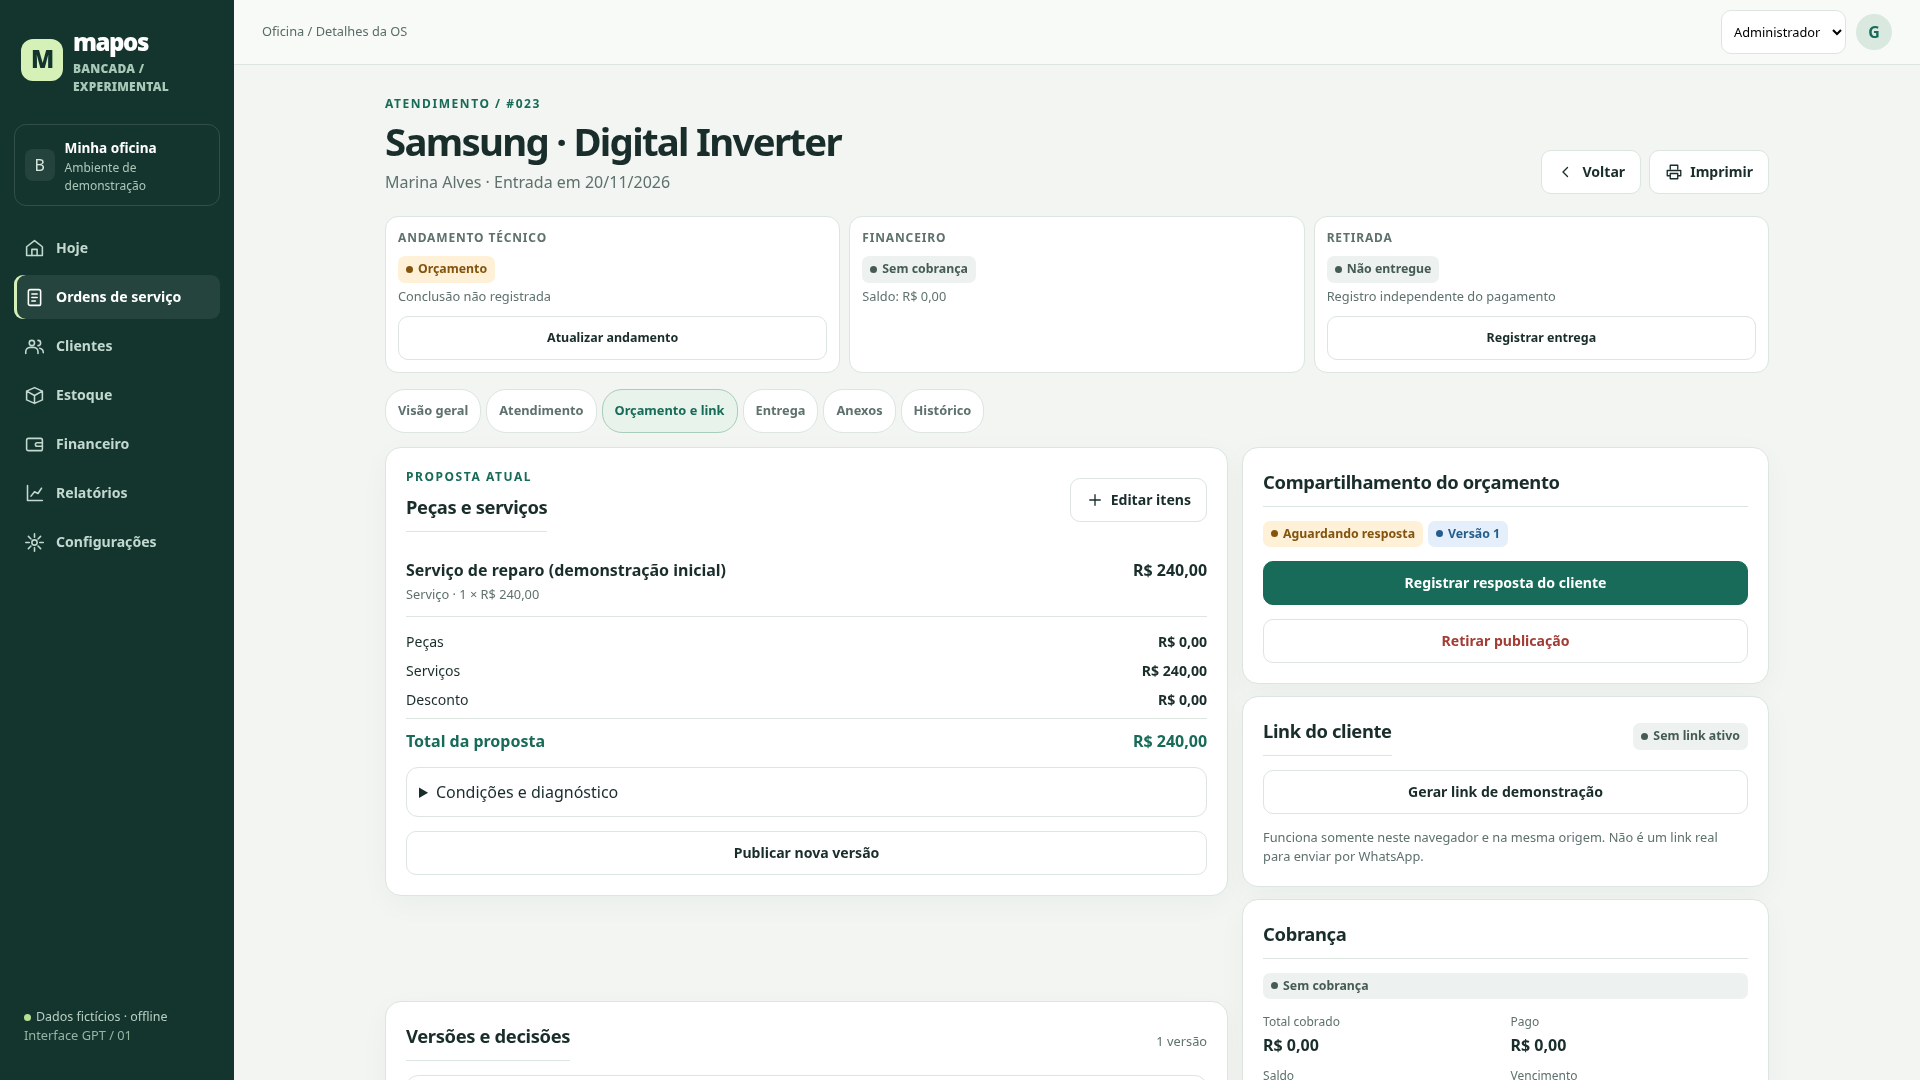 M
mapos
BANCADA /
EXPERIMENTAL
B
Minha oficina
Ambiente de
demonstração
Hoje
Ordens de serviço
Clientes
Estoque
Financeiro
Relatórios
Configurações
Dados fictícios · offline
Interface GPT / 01
Oficina / Detalhes da OS
Administrador
G
ATENDIMENTO / #023
Samsung · Digital Inverter
Marina Alves · Entrada em 20/11/2026
Voltar
Imprimir
ANDAMENTO TÉCNICO
Orçamento
Conclusão não registrada
Atualizar andamento
FINANCEIRO
Sem cobrança
Saldo: R$ 0,00
RETIRADA
Não entregue
Registro independente do pagamento
Registrar entrega
Visão geral
Atendimento
Orçamento e link
Entrega
Anexos
Histórico
PROPOSTA ATUAL
Peças e serviços
Editar itens
Serviço de reparo (demonstração inicial) R$ 240,00
Serviço · 1 × R$ 240,00
Peças R$ 0,00
Serviços R$ 240,00
Desconto R$ 0,00
Total da proposta R$ 240,00
Condições e diagnóstico
Publicar nova versão
Versões e decisões
1 versão
Compartilhamento do orçamento
Aguardando resposta
Versão 1
Registrar resposta do cliente
Retirar publicação
Link do cliente
Sem link ativo
Gerar link de demonstração
Funciona somente neste navegador e na mesma origem. Não é um link real
para enviar por WhatsApp.
Cobrança
Sem cobrança
Total cobrado Pago
R$ 0,00 R$ 0,00
Saldo Vencimento